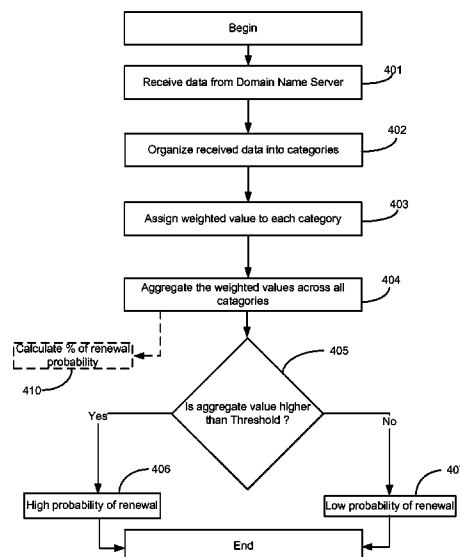 Begin
Receive data from Domain Name Server
401
Organize received data into categories
402
Assign weighted value to each category
403
Aggregate the weighted values across all
catagories
404
Calculate % of renewal
probability
410
405
Is aggregate value higher
than Threshold ?
Yes
No
406
High probability of renewal
Low probability of renewal
End